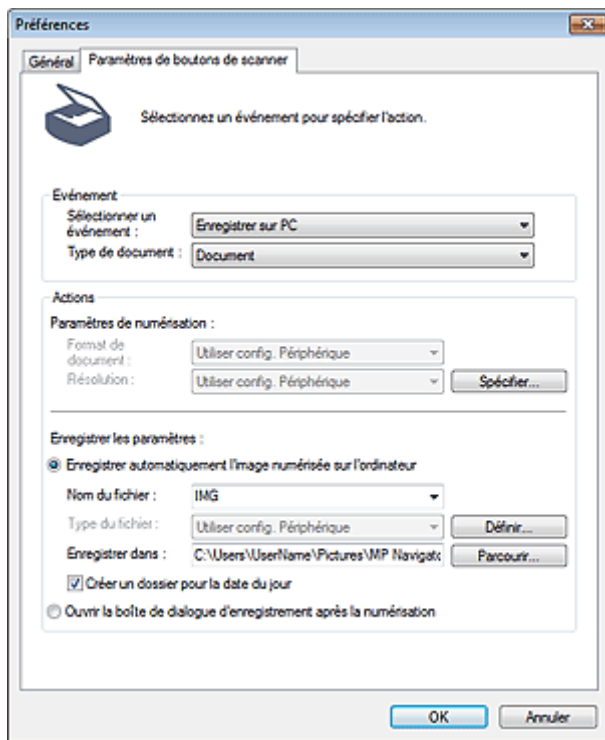 Préférences
Général
Paramètres de boutons de scanner
Sélectionnez un événement pour spécifier l'action.
Evénement
Sélectionner un
événement :
Enregistrer sur PC
Type de document :
Document
Actions
Paramètres de numérisation :
Format de
document :
Utiliser config. Périphérique
Résolution :
Utiliser config. Périphérique
Spécifier...
Enregistrer les paramètres :
Enregistrer automatiquement l'image numérisée sur l'ordinateur
Nom du fichier :
IMG
Type du fichier :
Utiliser config. Périphérique
Définir...
Enregistrer dans :
C:\Users\UserName\Pictures\MP Navigato
Parcourir...
Créer un dossier pour la date du jour
Ouvrir la boîte de dialogue d'enregistrement après la numérisation
OK
Annuler